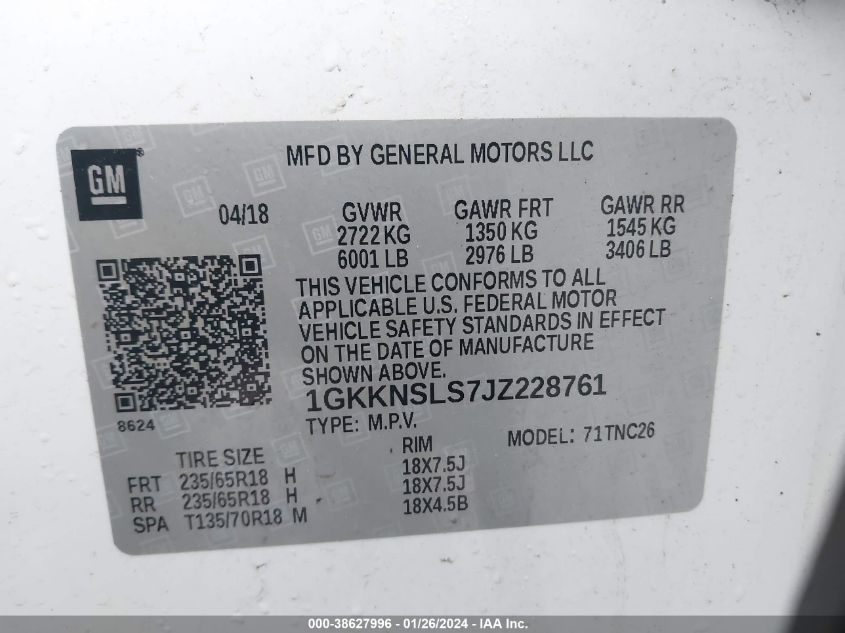 GM®
MFD BY GENERAL MOTORS LLC
04/18 GVWR GAWR FRT GAWR RR
2722 KG 1350 KG 1545 KG
6001 LB 2976 LB 3406 LB
THIS VEHICLE CONFORMS TO ALL
APPLICABLE U.S. FEDERAL MOTOR
VEHICLE SAFETY STANDARDS IN EFFECT
ON THE DATE OF MANUFACTURE
SHOWN ABOVE.
1GKKNSLS7JZ228761
8624
TYPE: M.P.V.
MODEL: 71TNC26
TIRE SIZE RIM
FRT 235/65R18 H 18X7.5J
RR 235/65R18 H 18X7.5J
SPA T135/70R18 M 18X4.5B
000-38627996 - 01/26/2024 - IAA Inc.